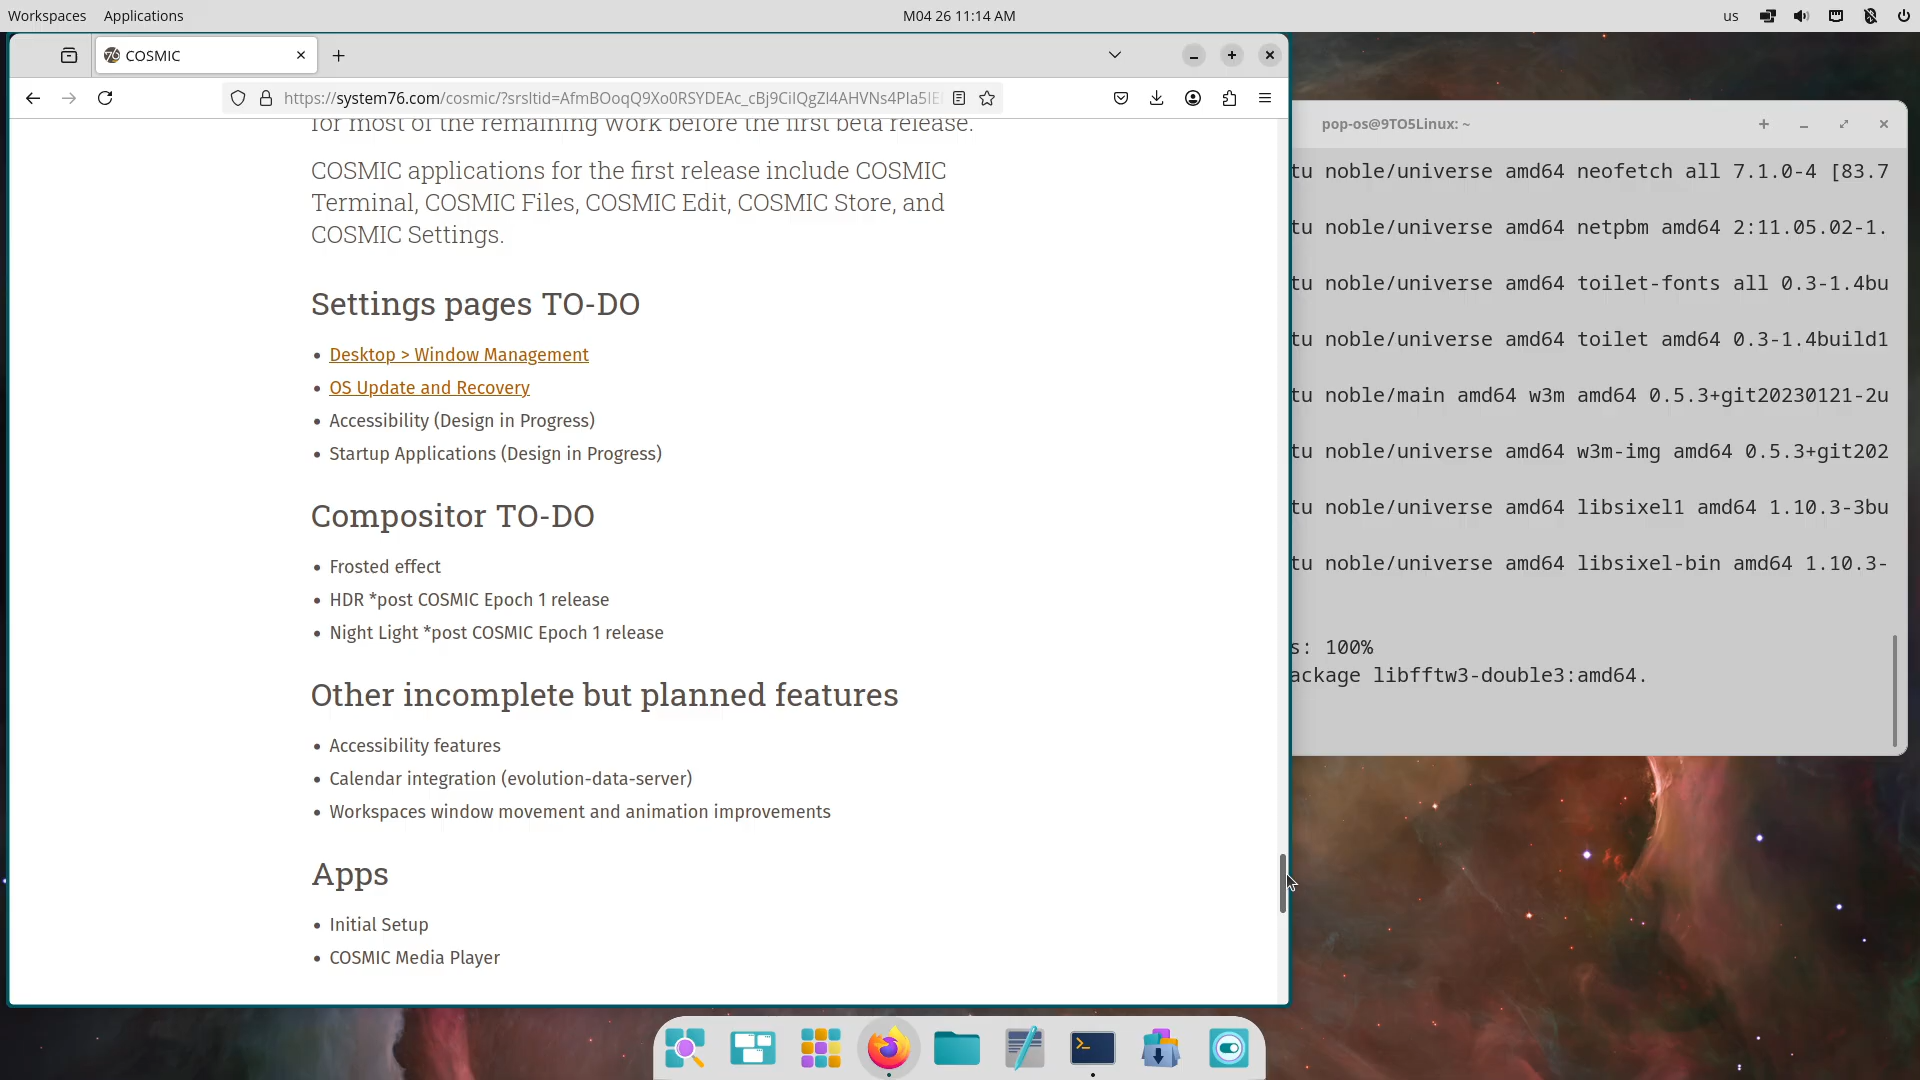 Workspaces Applications M04 26 11:14 AM us
COSMIC
https://system76.com/cosmic/?srsltid=AfmBOoqQ9Xo0RSYDEAc_cBj9CiIQgZl4AHVNs4Pla5IE
for most of the remaining work before the first beta release.
COSMIC applications for the first release include COSMIC
Terminal, COSMIC Files, COSMIC Edit, COSMIC Store, and
COSMIC Settings.
Settings pages TO-DO
• Desktop > Window Management
• OS Update and Recovery
• Accessibility (Design in Progress)
• Startup Applications (Design in Progress)
Compositor TO-DO
• Frosted effect
• HDR *post COSMIC Epoch 1 release
• Night Light *post COSMIC Epoch 1 release
Other incomplete but planned features
• Accessibility features
• Calendar integration (evolution-data-server)
• Workspaces window movement and animation improvements
Apps
• Initial Setup
• COSMIC Media Player
pop-os@9TO5Linux: ~
tu noble/universe amd64 neofetch all 7.1.0-4 [83.7
tu noble/universe amd64 netpbm amd64 2:11.05.02-1.
tu noble/universe amd64 toilet-fonts all 0.3-1.4bu
tu noble/universe amd64 toilet amd64 0.3-1.4build1
tu noble/main amd64 w3m amd64 0.5.3+git20230121-2u
tu noble/universe amd64 w3m-img amd64 0.5.3+git202
tu noble/universe amd64 libsixel1 amd64 1.10.3-3bu
tu noble/universe amd64 libsixel-bin amd64 1.10.3-
s: 100%
ackage libfftw3-double3:amd64.